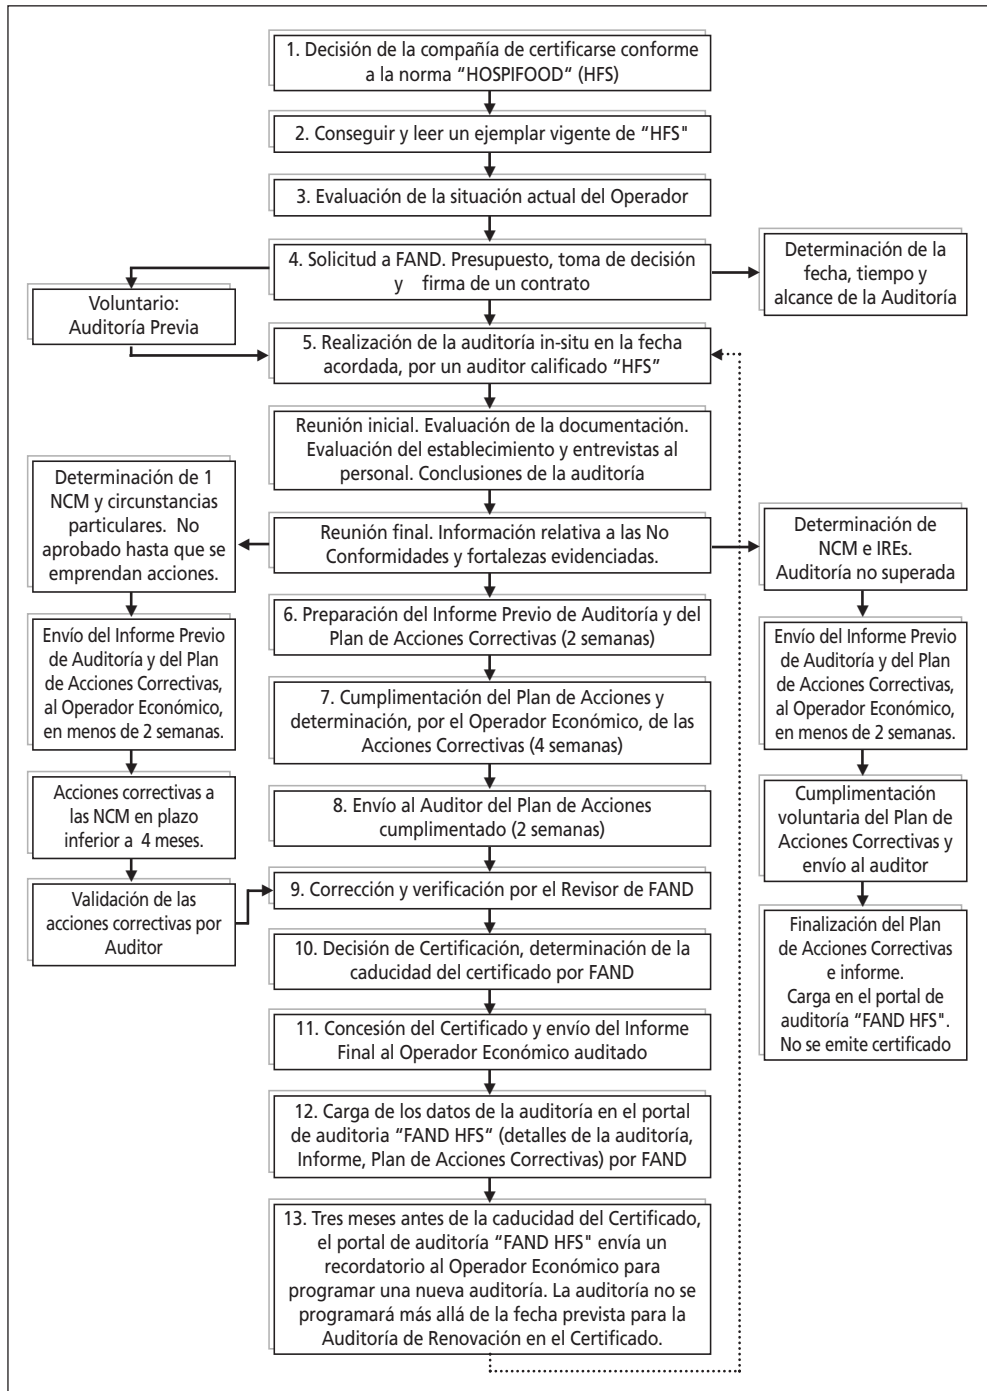 1. Decisión de la compañía de certificarse conforme
a la norma “HOSPIFOOD“ (HFS)
2. Conseguir y leer un ejemplar vigente de “HFS"
3. Evaluación de la situación actual del Operador
4. Solicitud a FAND. Presupuesto, toma de decisión
y firma de un contrato
Determinación de la
fecha, tiempo y
alcance de la Auditoría
Voluntario:
Auditoría Previa
5. Realización de la auditoría in-situ en la fecha
acordada, por un auditor calificado “HFS”
Reunión inicial. Evaluación de la documentación.
Evaluación del establecimiento y entrevistas al
personal. Conclusiones de la auditoría
Reunión final. Información relativa a las No
Conformidades y fortalezas evidenciadas.
Determinación de 1
NCM y circunstancias
particulares. No
aprobado hasta que se
emprendan acciones.
Envío del Informe Previo
de Auditoría y del Plan
de Acciones Correctivas,
al Operador Económico,
en menos de 2 semanas.
Acciones correctivas a
las NCM en plazo
inferior a 4 meses.
Validación de las
acciones correctivas por
Auditor
Determinación de
NCM e IREs.
Auditoría no superada
Envío del Informe Previo
de Auditoría y del Plan
de Acciones Correctivas,
al Operador Económico,
en menos de 2 semanas.
Cumplimentación
voluntaria del Plan de
Acciones Correctivas y
envío al auditor
Finalización del Plan
de Acciones Correctivas
e informe.
Carga en el portal de
auditoría “FAND HFS".
No se emite certificado
6. Preparación del Informe Previo de Auditoría y del
Plan de Acciones Correctivas (2 semanas)
7. Cumplimentación del Plan de Acciones y
determinación, por el Operador Económico, de las
Acciones Correctivas (4 semanas)
8. Envío al Auditor del Plan de Acciones
cumplimentado (2 semanas)
9. Corrección y verificación por el Revisor de FAND
10. Decisión de Certificación, determinación de la
caducidad del certificado por FAND
11. Concesión del Certificado y envío del Informe
Final al Operador Económico auditado
12. Carga de los datos de la auditoría en el portal
de auditoria “FAND HFS“ (detalles de la auditoría,
Informe, Plan de Acciones Correctivas) por FAND
13. Tres meses antes de la caducidad del Certificado,
el portal de auditoría “FAND HFS" envía un
recordatorio al Operador Económico para
programar una nueva auditoría. La auditoría no se
programará más allá de la fecha prevista para la
Auditoría de Renovación en el Certificado.